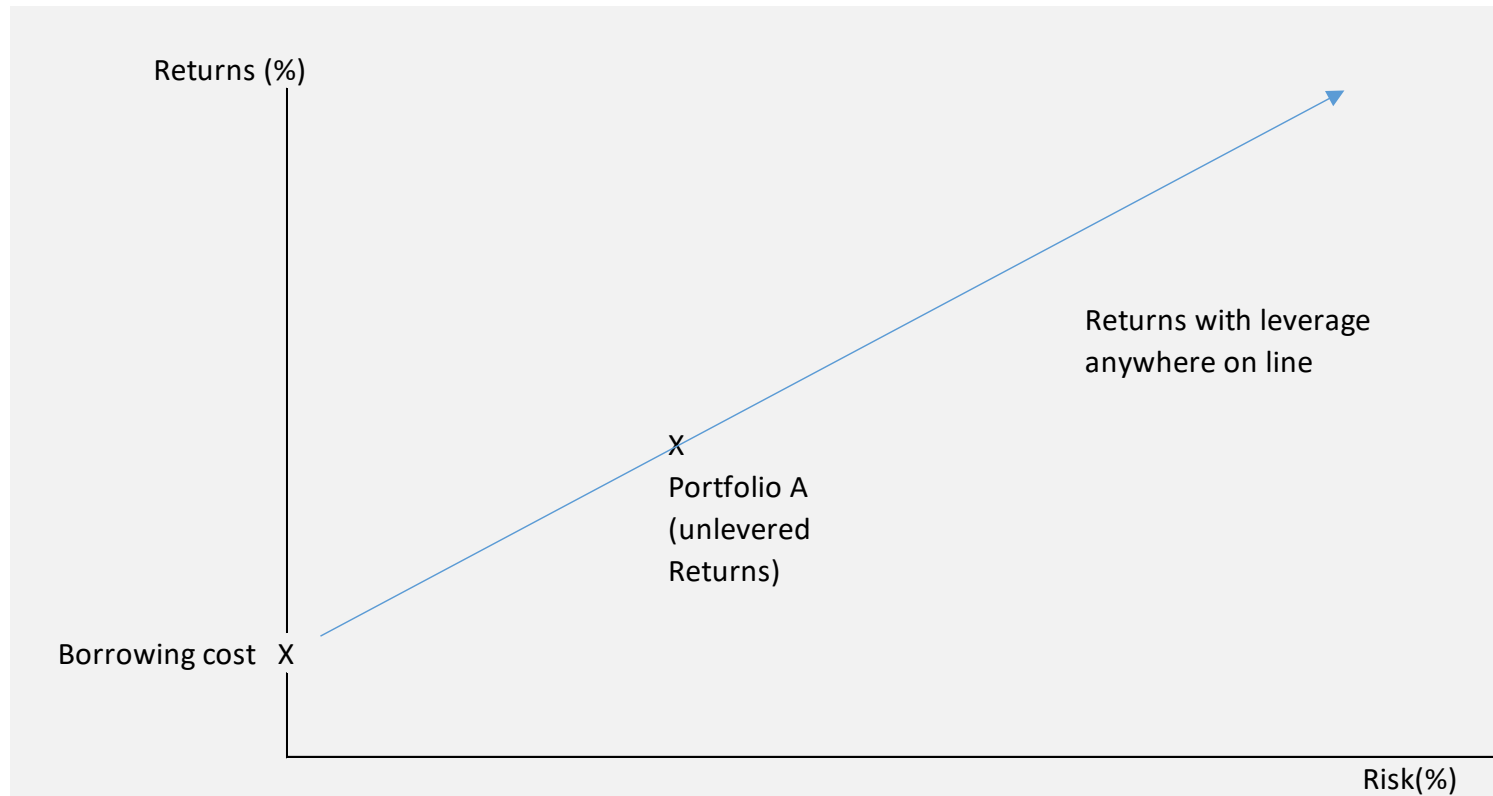 Returns (%)
Returns with leverage
anywhere on line
X
Portfolio A
(unlevered
Returns)
Borrowing cost X
Risk(%)